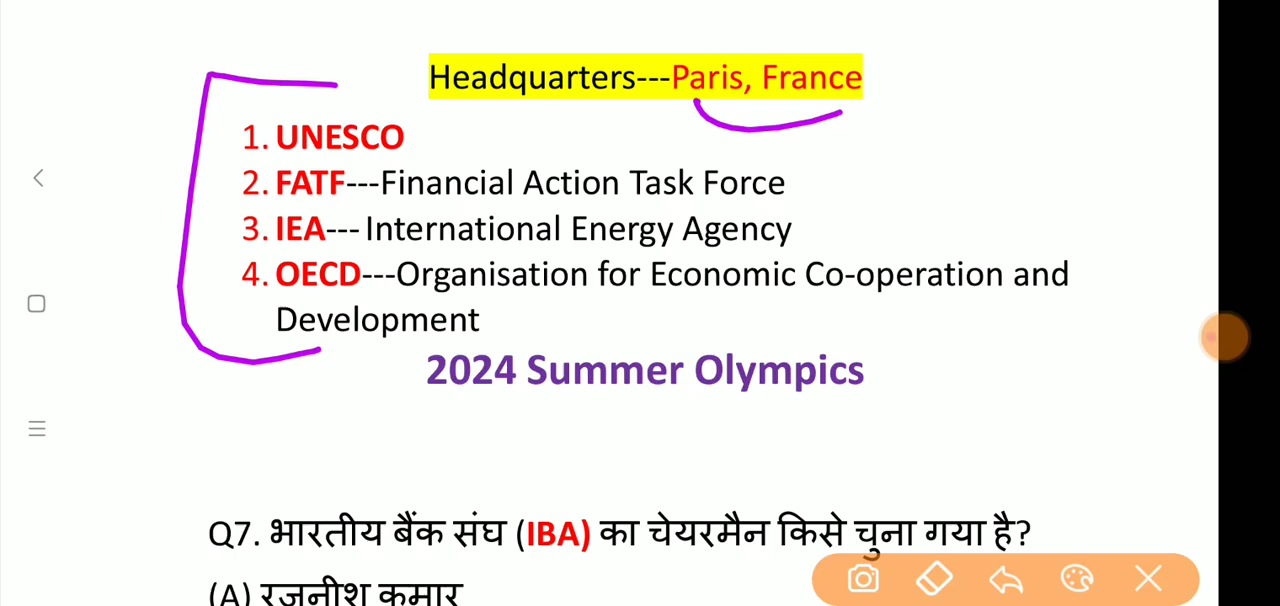 Headquarters---Paris, France
1. UNESCO
2. FATF---Financial Action Task Force
3. IEA---International Energy Agency
4. OECD---Organisation for Economic Co-operation and
Development
2024 Summer Olympics
Q7. भारतीय बैंक संघ (IBA) का चेयरमैन किसे चुना गया है?
(A) रजनीश कुमार